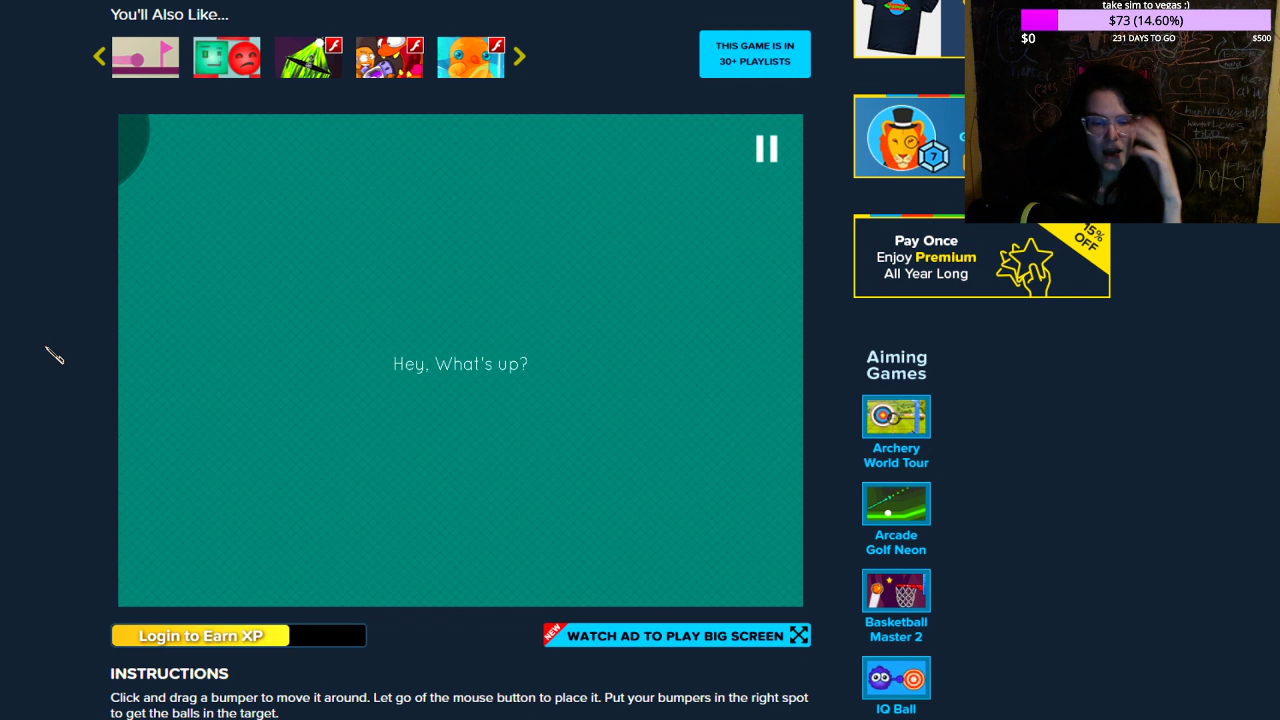 You'll Also Like...
THIS GAME IS IN
30+ PLAYLISTS
take sim to vegas :)
$73 (14.60%)
$0
231 DAYS TO GO
$500
7
Pay Once
Enjoy Premium
All Year Long
15%
OFF
Hey, What's up?
Aiming
Games
Archery
World Tour
Arcade
Golf Neon
Basketball
Master 2
IQ Ball
Login to Earn XP
NEW
WATCH AD TO PLAY BIG SCREEN
INSTRUCTIONS
Click and drag a bumper to move it around. Let go of the mouse button to place it. Put your bumpers in the right spot
to get the balls in the target.